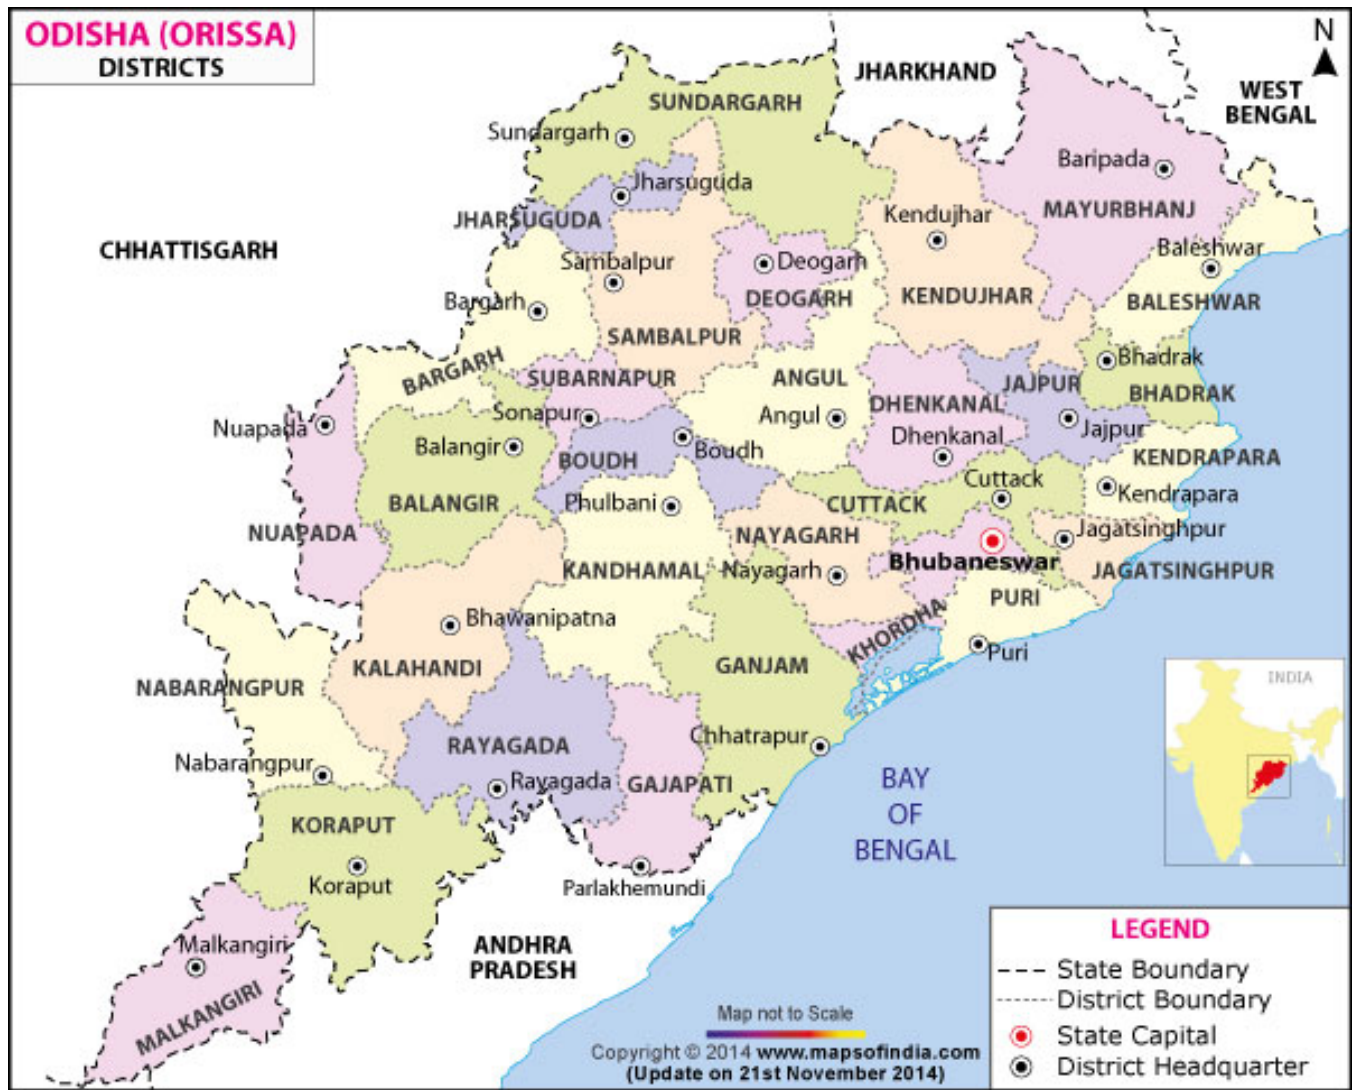 ODISHA (ORISSA)
DISTRICTS
N
JHARKHAND
WEST
BENGAL
SUNDARGARH
Sundargarh
Baripada
Jharsuguda
JHARSUGUDA
Kendujhar
MAYURBHANJ
CHHATTISGARH
Sambalpur
Deogarh
Baleshwar
Bargarh
DEOGARH
KENDUJHAR
BALESHWAR
SAMBALPUR
BARGARH
SUBARNAPUR
ANGUL
JAJPUR
Bhadrak
BHADRAK
Nuapada
Sonapur
Angul
DHENKANAL
Jajpur
Balangir
BOUDH
Boudh
Dhenkanal
KENDRAPARA
BALANGIR
Phulbani
CUTTACK
Cuttack
Kendrapara
NUAPADA
NAYAGARH
Jagatsinghpur
KANDHAMAL
Nayagarh
Bhubaneswar
JAGATSINGHPUR
PURI
Bhawanipatna
KHORDHA
KALAHANDI
GANJAM
Puri
NABARANGPUR
INDIA
RAYAGADA
Chhatrapur
Nabarangpur
Rayagada
GAJAPATI
BAY
OF
BENGAL
KORAPUT
Koraput
Parlakhemundi
Malkangiri
ANDHRA
PRADESH
MALKANGIRI
LEGEND
State Boundary
District Boundary
State Capital
District Headquarter
Map not to Scale
Copyright © 2014 www.mapsofindia.com
(Update on 21st November 2014)